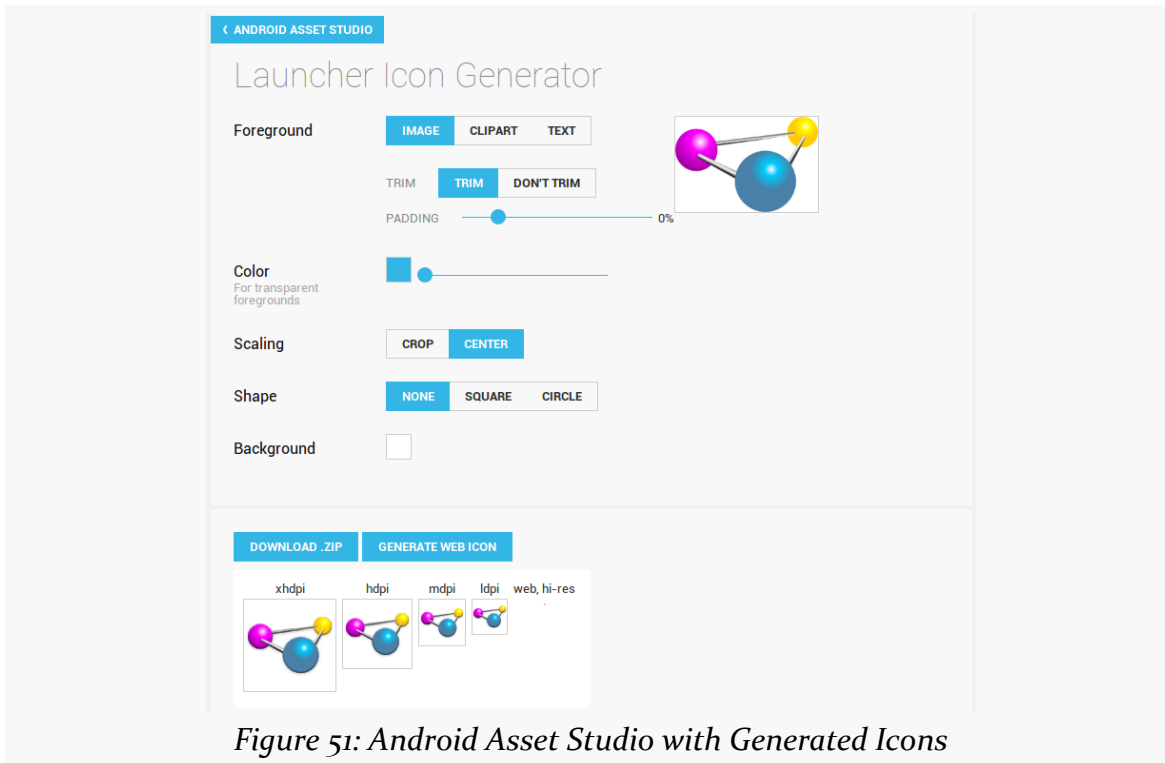 ‹ ANDROID ASSET STUDIO
Launcher Icon Generator
Foreground IMAGE CLIPART TEXT
TRIM TRIM DON'T TRIM
PADDING 0%
Color
For transparent
foregrounds
Scaling CROP CENTER
Shape NONE SQUARE CIRCLE
Background
DOWNLOAD .ZIP GENERATE WEB ICON
xhdpi hdpi mdpi ldpi web, hi-res
Figure 51: Android Asset Studio with Generated Icons